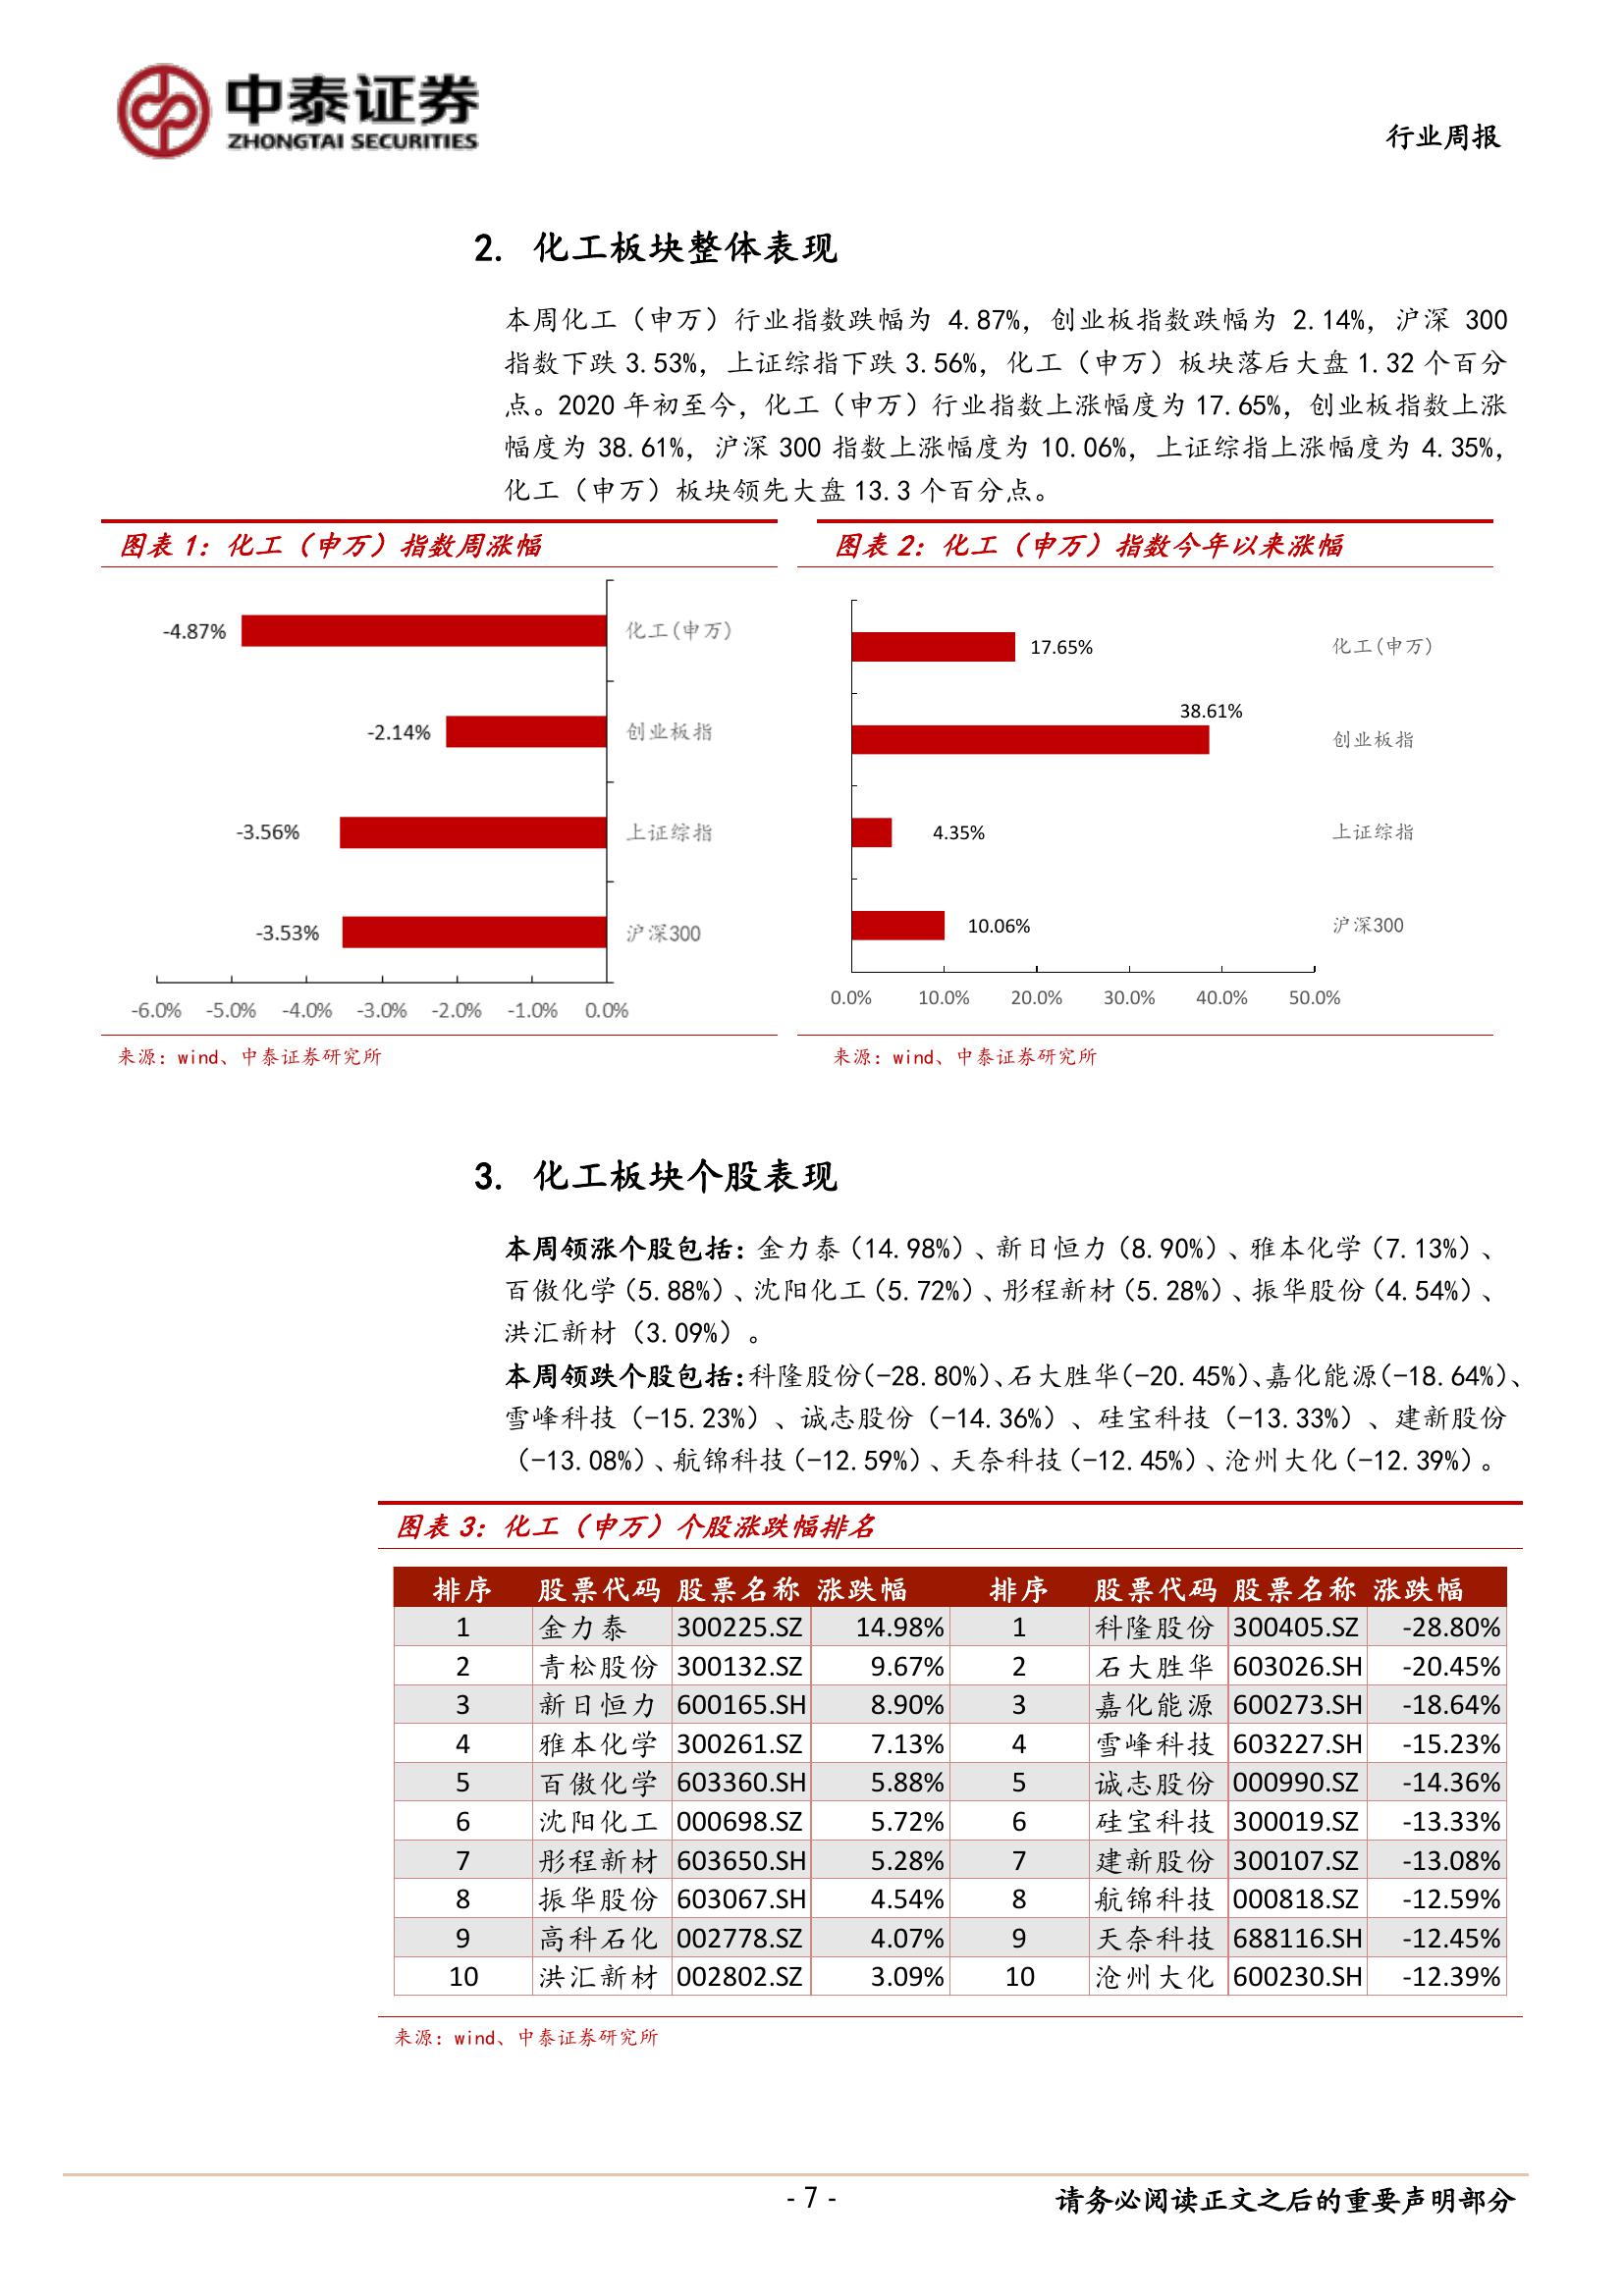 中泰证券
ZHONGTAI SECURITIES
行业周报
2. 化工板块整体表现
本周化工（申万）行业指数跌幅为 4.87%，创业板指数跌幅为 2.14%，沪深 300
指数下跌 3.53%，上证综指下跌 3.56%，化工（申万）板块落后大盘 1.32 个百分
点。2020 年初至今，化工（申万）行业指数上涨幅度为 17.65%，创业板指数上涨
幅度为 38.61%，沪深 300 指数上涨幅度为 10.06%，上证综指上涨幅度为 4.35%，
化工（申万）板块领先大盘 13.3 个百分点。
图表 1：化工（申万）指数周涨幅
-4.87% 化工(申万)
-2.14% 创业板指
-3.56% 上证综指
-3.53% 沪深300
-6.0% -5.0% -4.0% -3.0% -2.0% -1.0% 0.0%
来源：wind、中泰证券研究所
图表 2：化工（申万）指数今年以来涨幅
17.65% 化工(申万)
38.61%
创业板指
4.35% 上证综指
10.06% 沪深300
0.0% 10.0% 20.0% 30.0% 40.0% 50.0%
来源：wind、中泰证券研究所
3. 化工板块个股表现
本周领涨个股包括：金力泰（14.98%）、新日恒力（8.90%）、雅本化学（7.13%）、
百傲化学（5.88%）、沈阳化工（5.72%）、彤程新材（5.28%）、振华股份（4.54%）、
洪汇新材（3.09%）。
本周领跌个股包括：科隆股份(-28.80%)、石大胜华(-20.45%)、嘉化能源(-18.64%)、
雪峰科技（-15.23%）、诚志股份（-14.36%）、硅宝科技（-13.33%）、建新股份
（-13.08%）、航锦科技（-12.59%）、天奈科技（-12.45%）、沧州大化（-12.39%）。
图表 3：化工（申万）个股涨跌幅排名
排序 股票代码 股票名称 涨跌幅 排序 股票代码 股票名称 涨跌幅
1 金力泰 300225.SZ 14.98% 1 科隆股份 300405.SZ -28.80%
2 青松股份 300132.SZ 9.67% 2 石大胜华 603026.SH -20.45%
3 新日恒力 600165.SH 8.90% 3 嘉化能源 600273.SH -18.64%
4 雅本化学 300261.SZ 7.13% 4 雪峰科技 603227.SH -15.23%
5 百傲化学 603360.SH 5.88% 5 诚志股份 000990.SZ -14.36%
6 沈阳化工 000698.SZ 5.72% 6 硅宝科技 300019.SZ -13.33%
7 彤程新材 603650.SH 5.28% 7 建新股份 300107.SZ -13.08%
8 振华股份 603067.SH 4.54% 8 航锦科技 000818.SZ -12.59%
9 高科石化 002778.SZ 4.07% 9 天奈科技 688116.SH -12.45%
10 洪汇新材 002802.SZ 3.09% 10 沧州大化 600230.SH -12.39%
来源：wind、中泰证券研究所
- 7 -
请务必阅读正文之后的重要声明部分